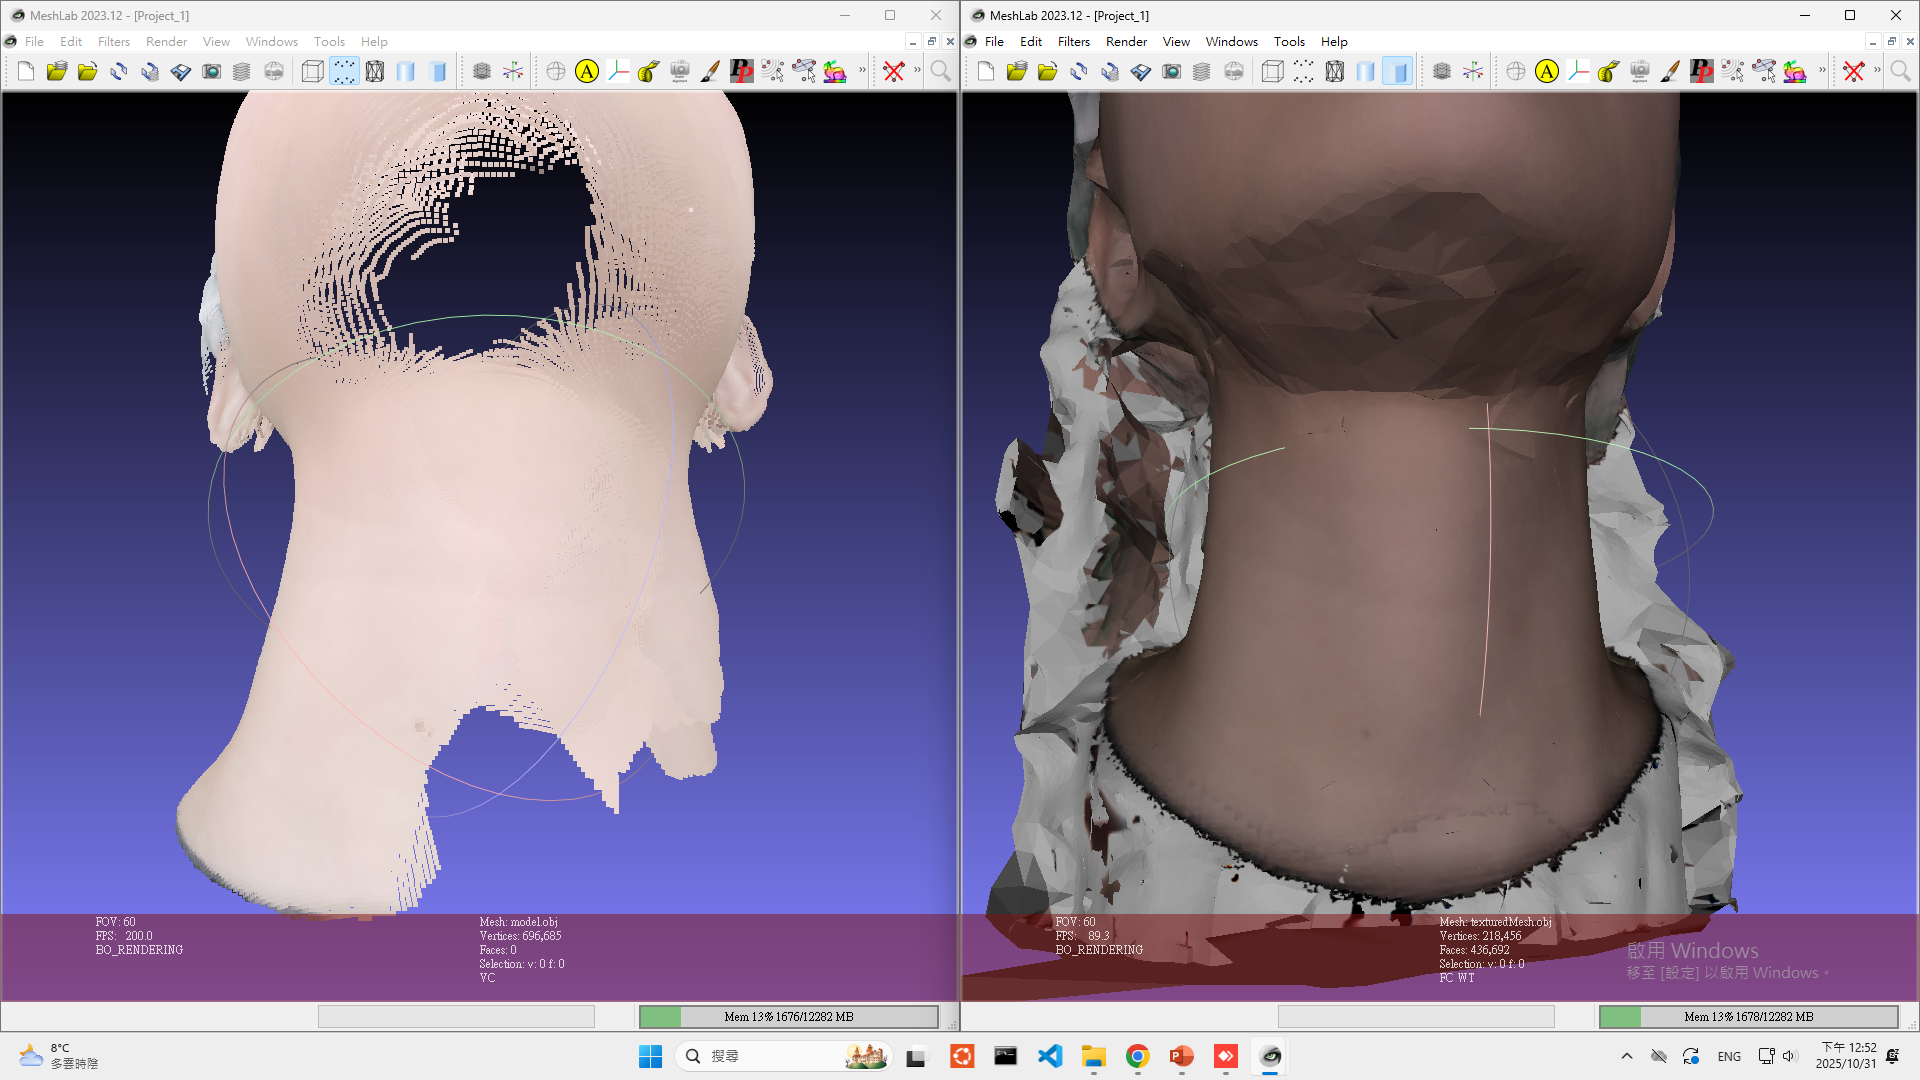 MeshLab 2023.12 - [Project_1]
File Edit Filters Render View Windows Tools Help
A
PP
FOV: 60
FPS: 200.0
BO_RENDERING
Mesh: model.obj
Vertices: 696,685
Faces: 0
Selection: v: 0 f: 0
VC
Mem 13% 1676/12282 MB
MeshLab 2023.12 - [Project_1]
File Edit Filters Render View Windows Tools Help
A
PP
FOV: 60
FPS: 89.3
BO_RENDERING
Mesh: texturedMesh.obj
Vertices: 218,456
Faces: 436,692
Selection: v: 0 f: 0
FC WT
啟用 Windows
移至 [設定] 以啟用 Windows。
Mem 13% 1678/12282 MB
8°C
多雲時陰
搜尋
ENG
下午 12:52
2025/10/31